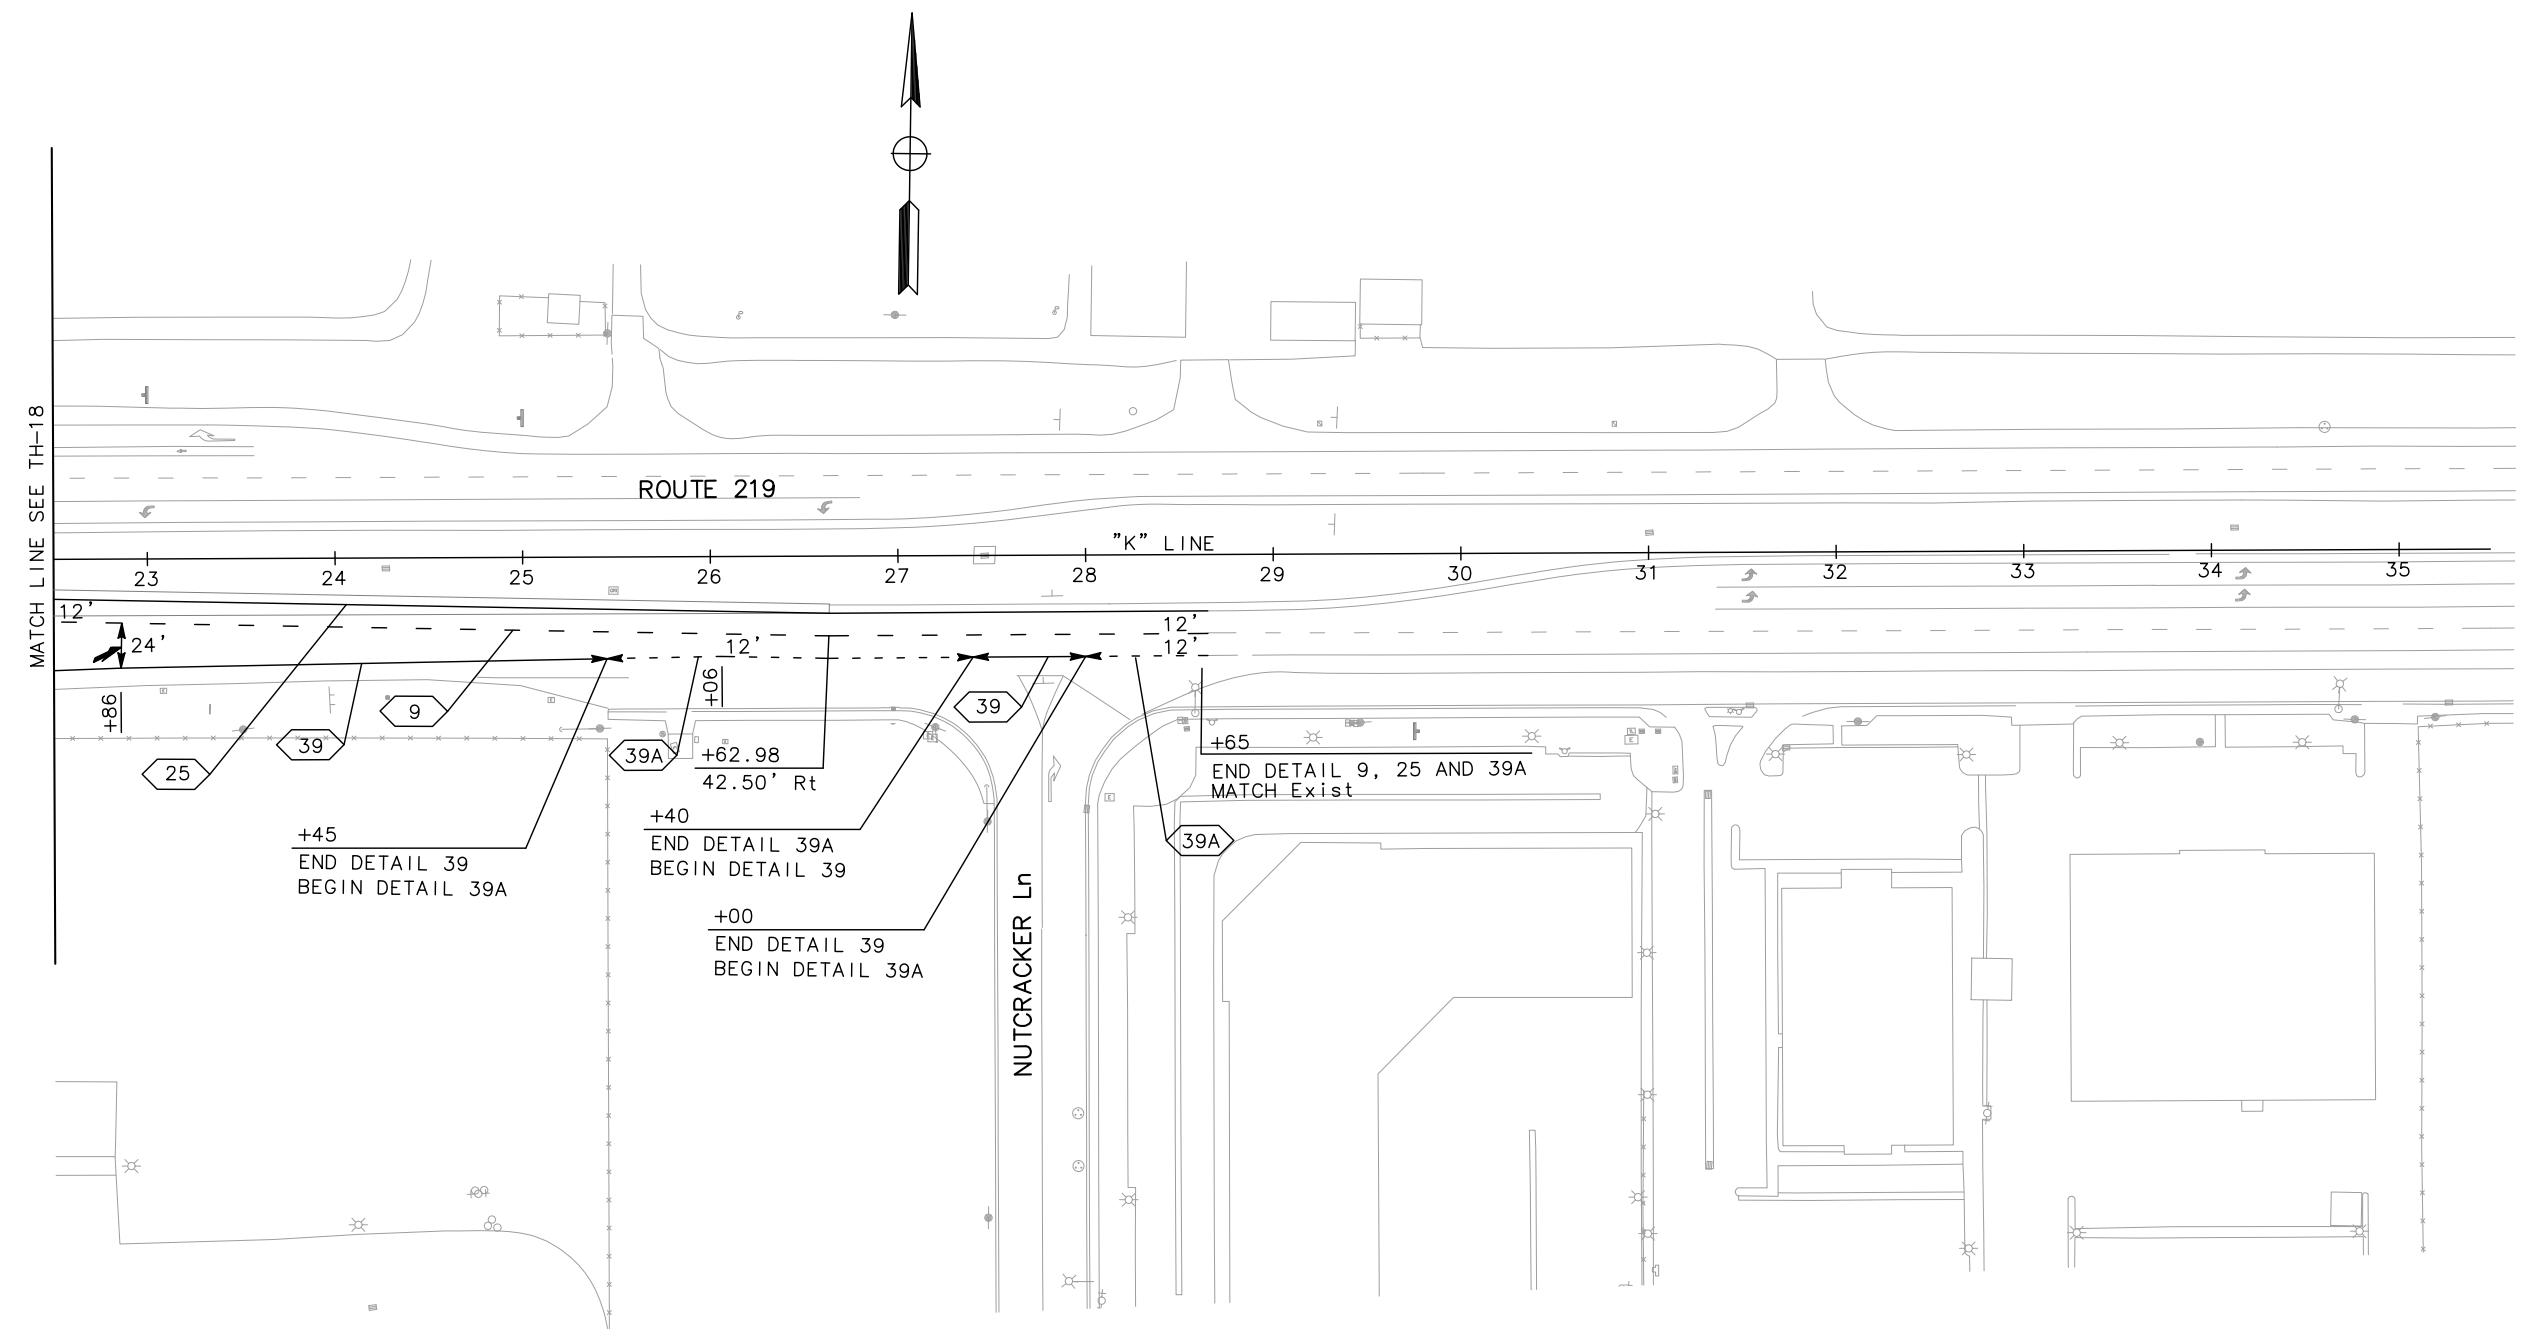 ROUTE 219
"K" LINE
23
24
25
26
27
28
29
30
31
32
33
34
35
MATCH LINE SEE TH-18
12'
24'
12'
12'
12'
+86
+06
9
39
39
25
39A
+62.98
42.50' Rt
+65
END DETAIL 9, 25 AND 39A
MATCH Exist
39A
+45
END DETAIL 39
BEGIN DETAIL 39A
+40
END DETAIL 39A
BEGIN DETAIL 39
+00
END DETAIL 39
BEGIN DETAIL 39A
NUTCRACKER Ln